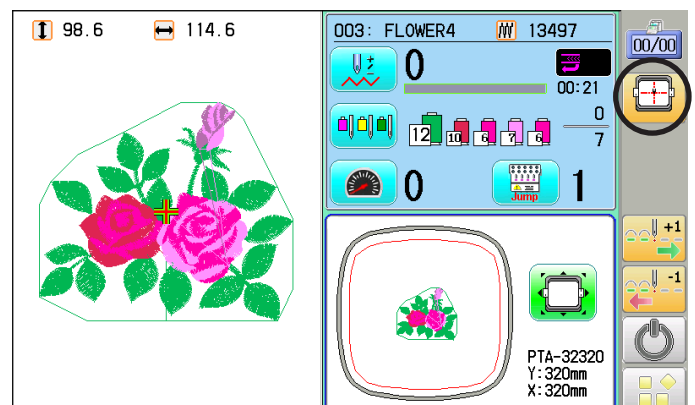 98.6 114.6
003: FLOWER4 13497
00/00
0
00:21
12 10 6 7 6
0
7
0
Jump
1
+1
-1
PTA-32320
Y:320mm
X:320mm